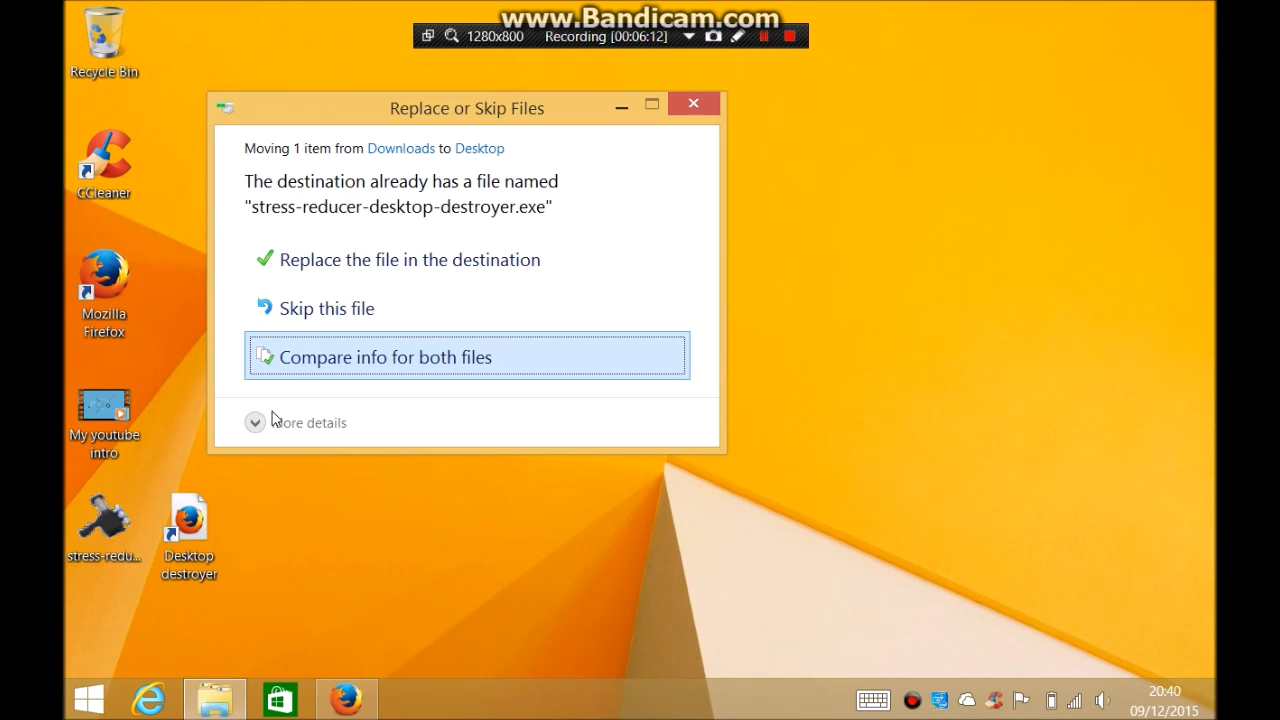 www.Bandicam.com
1280x800 Recording [00:06:12]
Recycle Bin
Replace or Skip Files
Moving 1 item from Downloads to Desktop
The destination already has a file named
"stress-reducer-desktop-destroyer.exe"
Replace the file in the destination
Skip this file
Compare info for both files
More details
CCleaner
Mozilla
Firefox
My youtube
intro
stress-redu...
Desktop
destroyer
20:40
09/12/2015